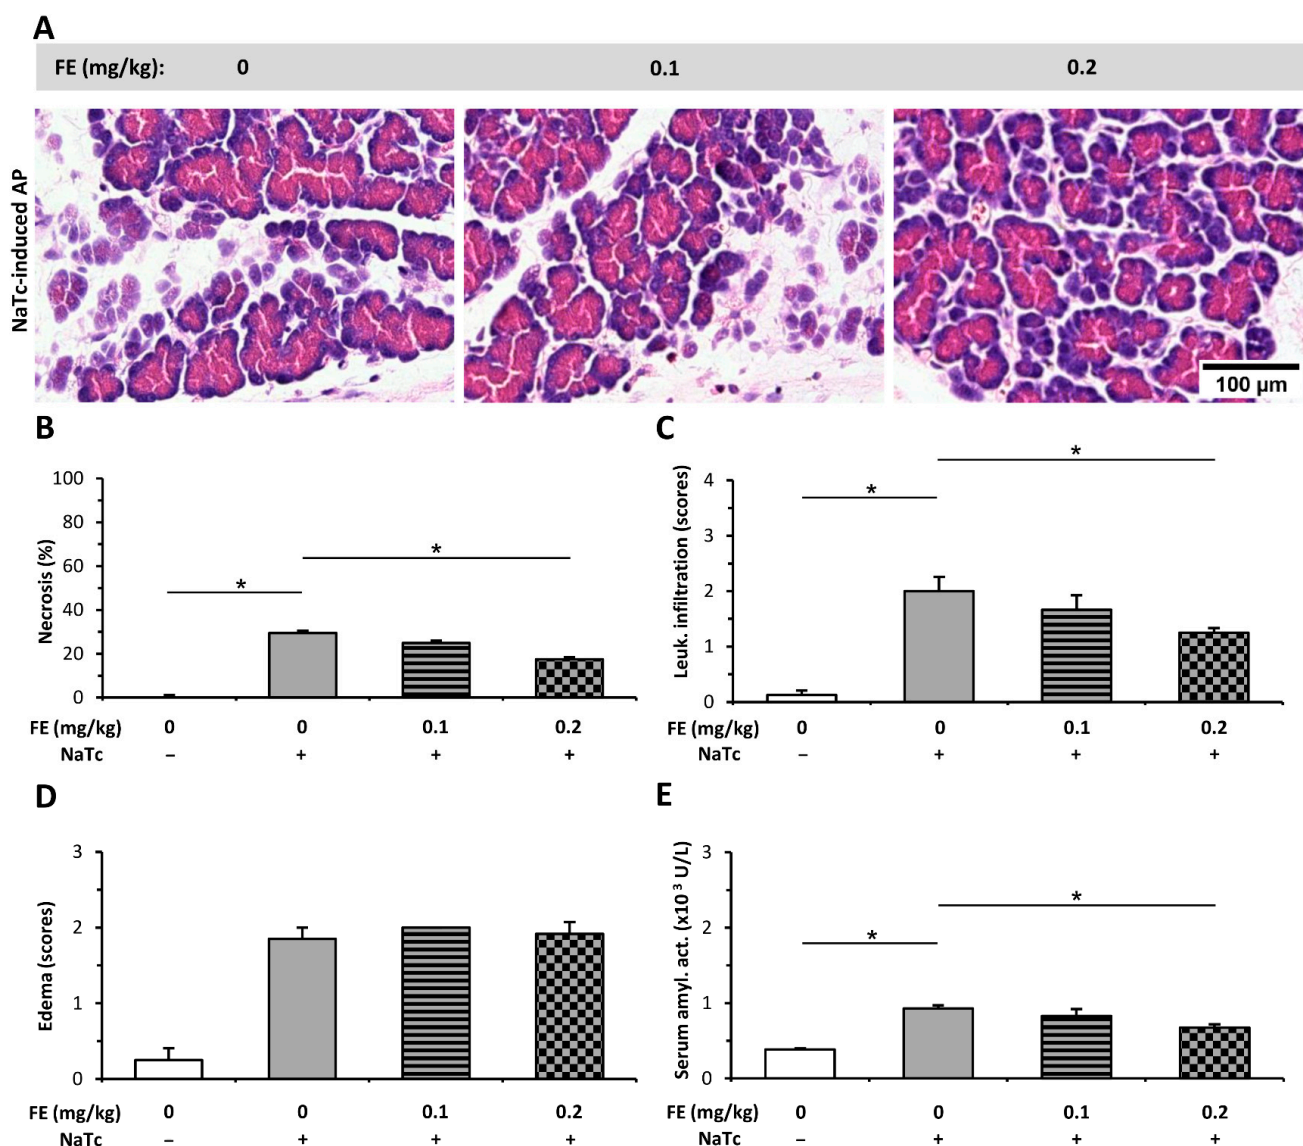 A
FE (mg/kg): 0 0.1 0.2
NaTc-induced AP
100 µm
B
Necrosis (%)
100
80
60
40
20
0
*
*
FE (mg/kg) 0 0 0.1 0.2
NaTc – + + +
C
Leuk. infiltration (scores)
4
3
2
1
0
*
*
0 0 0.1 0.2
– + + +
D
Edema (scores)
3
2
1
0
FE (mg/kg) 0 0 0.1 0.2
NaTc – + + +
E
Serum amyl. act. (x10³ U/L)
3
2
1
0
*
*
FE (mg/kg) 0 0 0.1 0.2
NaTc – + + +